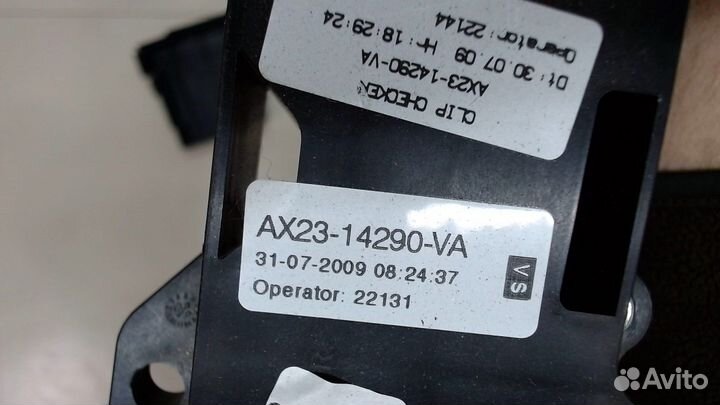 CLIP CHECKER
AX23-14290-VA
Dt: 30.07.09 Hr: 18:29:24
Operator: 22144
AX23-14290-VA
31-07-2009 08:24:37
Operator: 22131
VS
Avito